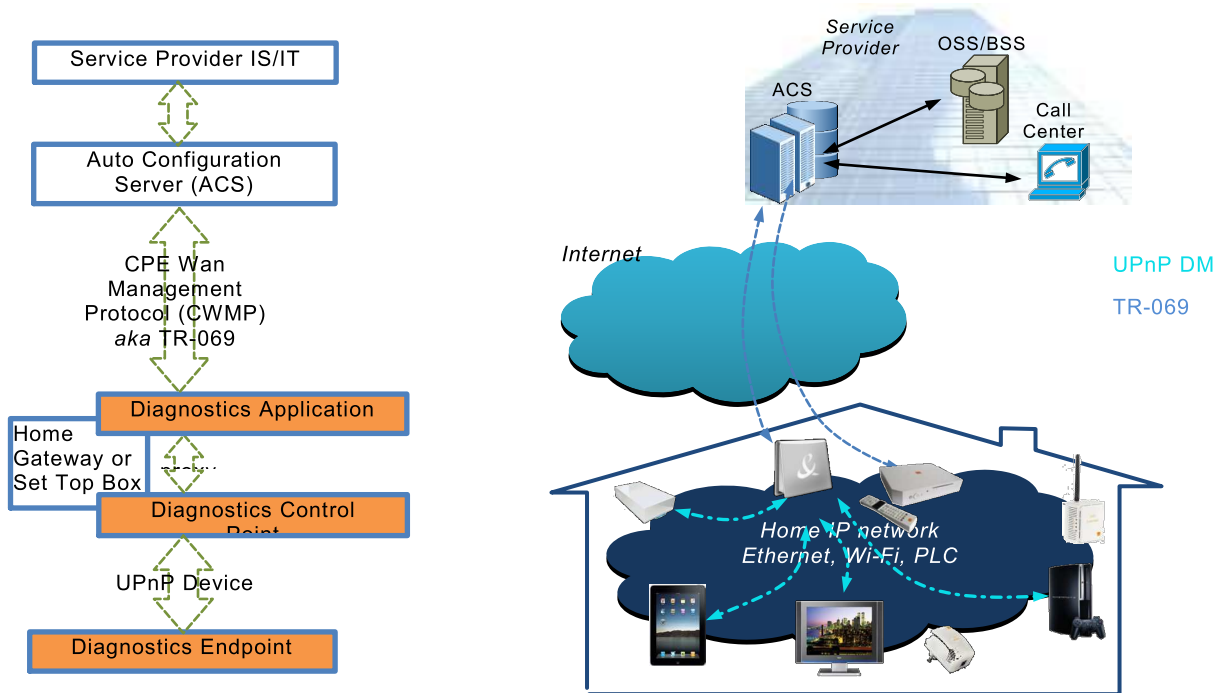 Service Provider IS/IT
Auto Configuration
Server (ACS)
CPE Wan
Management
Protocol (CWMP)
aka TR-069
Diagnostics Application
Home
Gateway or
Set Top Box
proxy
Diagnostics Control
Point
UPnP Device
Diagnostics Endpoint
Service
Provider
OSS/BSS
ACS
Call
Center
Internet
UPnP DM
TR-069
Home IP network
Ethernet, Wi-Fi, PLC